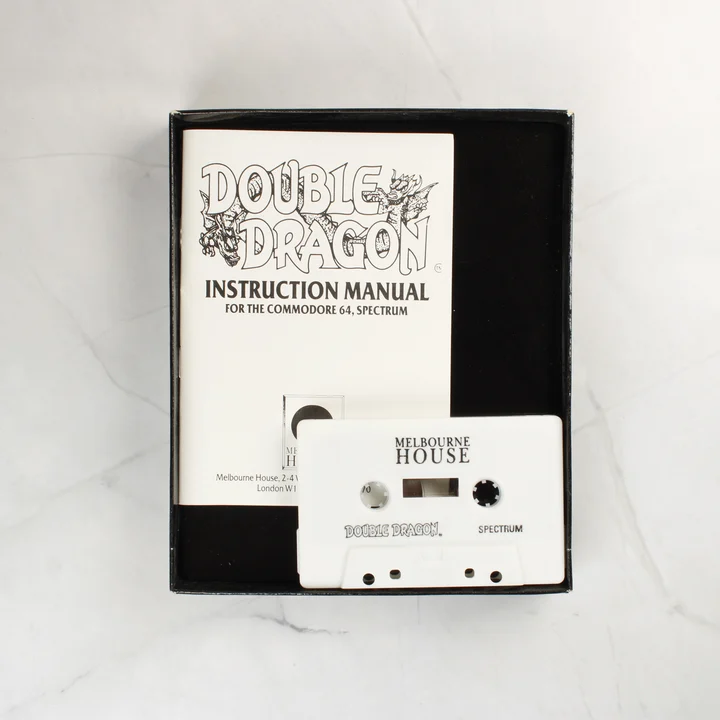 DOUBLE
DRAGON
INSTRUCTION MANUAL
FOR THE COMMODORE 64, SPECTRUM
Melbourne House, 2-4
London W1
MELBOURNE
HOUSE
DOUBLE DRAGON
SPECTRUM